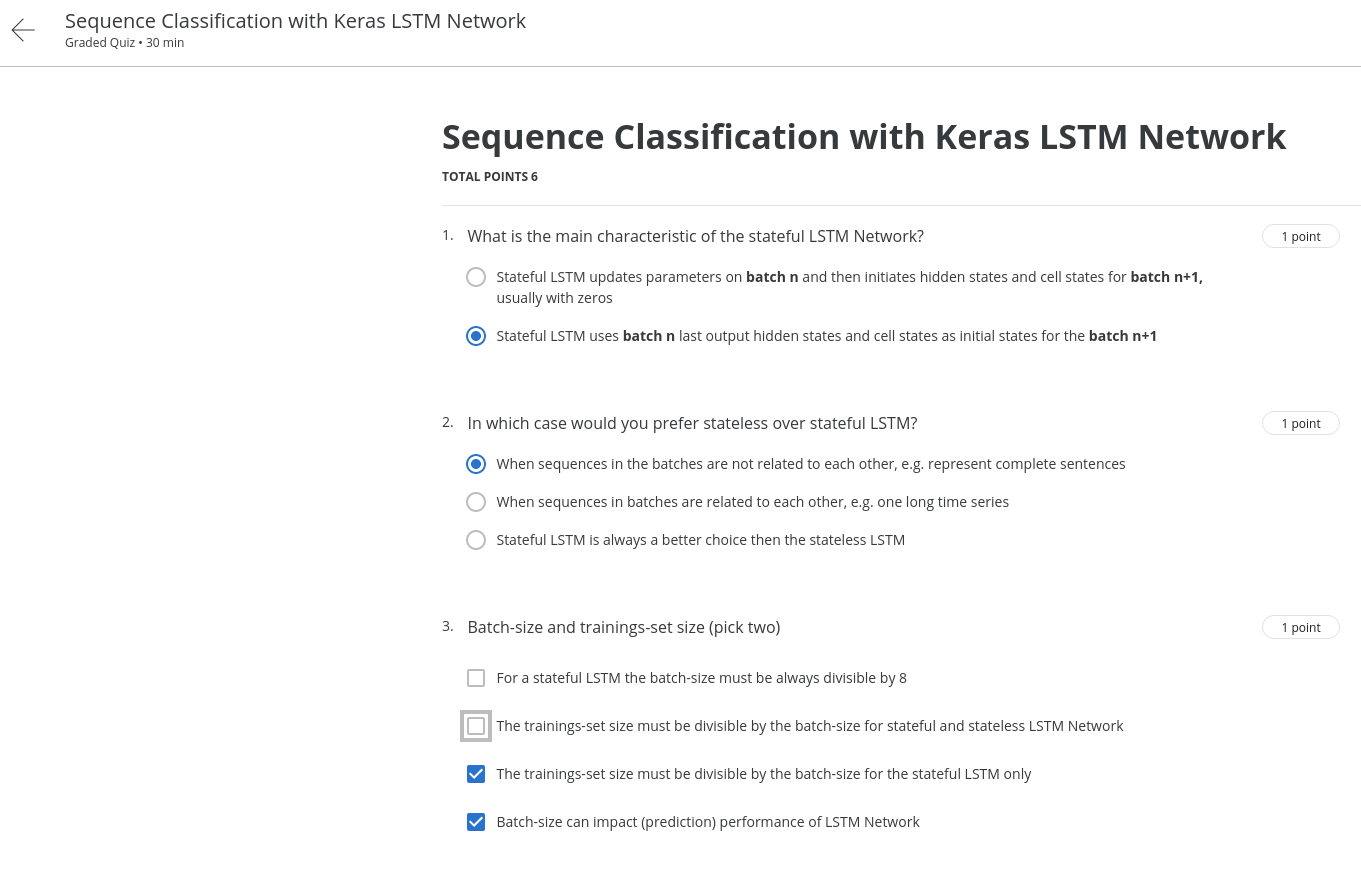 Sequence Classification with Keras LSTM Network
Graded Quiz • 30 min
Sequence Classification with Keras LSTM Network
TOTAL POINTS 6
1. What is the main characteristic of the stateful LSTM Network? 1 point
Stateful LSTM updates parameters on batch n and then initiates hidden states and cell states for batch n+1,
usually with zeros
Stateful LSTM uses batch n last output hidden states and cell states as initial states for the batch n+1
2. In which case would you prefer stateless over stateful LSTM? 1 point
When sequences in the batches are not related to each other, e.g. represent complete sentences
When sequences in batches are related to each other, e.g. one long time series
Stateful LSTM is always a better choice then the stateless LSTM
3. Batch-size and trainings-set size (pick two) 1 point
For a stateful LSTM the batch-size must be always divisible by 8
The trainings-set size must be divisible by the batch-size for stateful and stateless LSTM Network
The trainings-set size must be divisible by the batch-size for the stateful LSTM only
Batch-size can impact (prediction) performance of LSTM Network